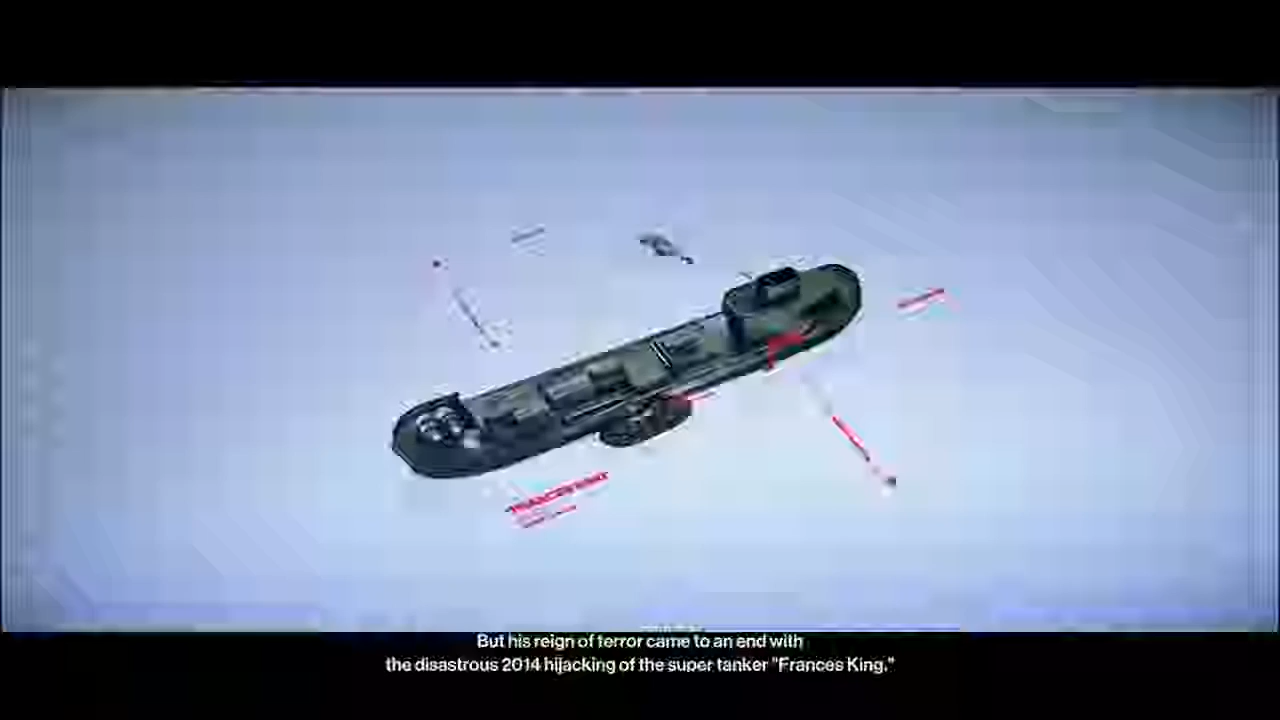 But his reign of terror came to an end with
the disastrous 2014 hijacking of the super tanker "Frances King."